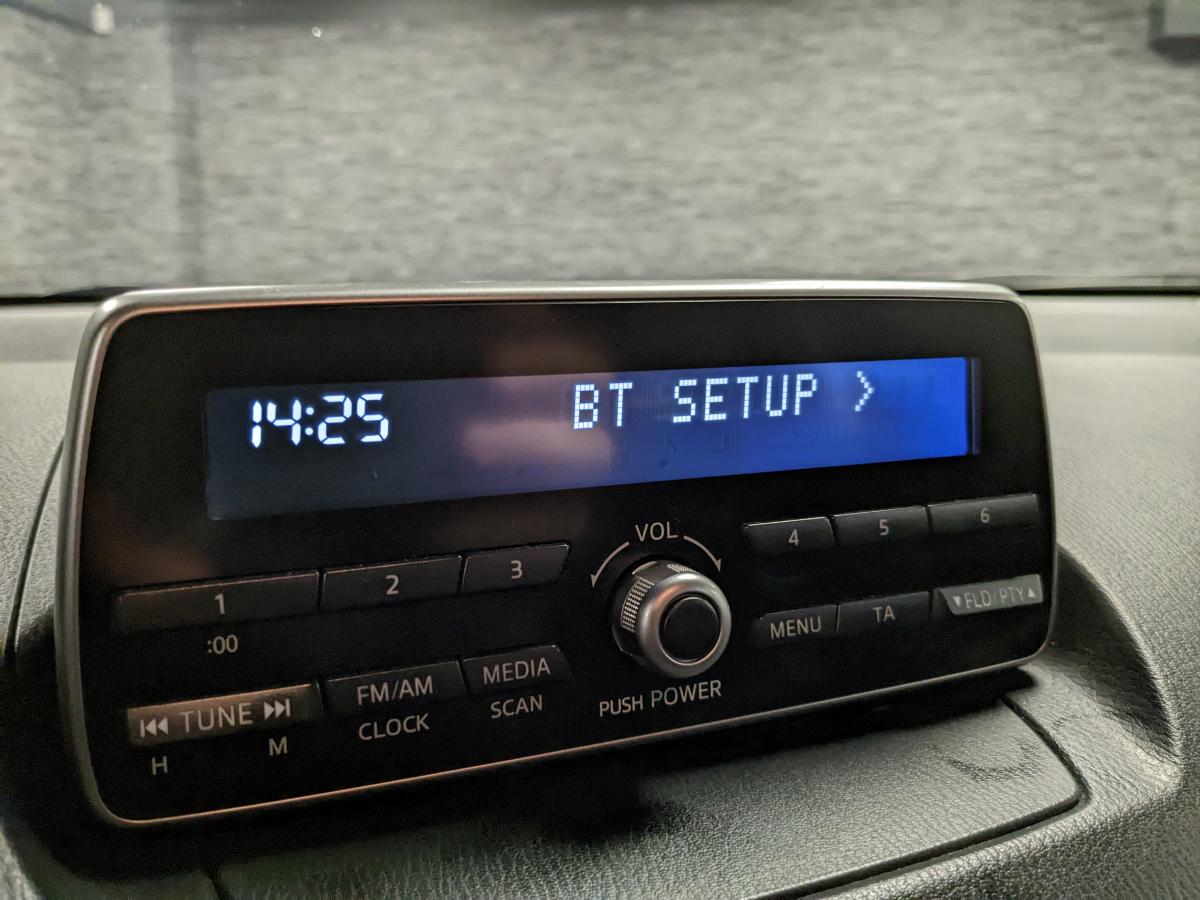 14:25 BT SETUP >
VOL
1 2 3 4 5 6
:00
MENU TA ▼FLD/PTY▲
⏮ TUNE ⏭ FM/AM MEDIA
PUSH POWER
H M CLOCK SCAN